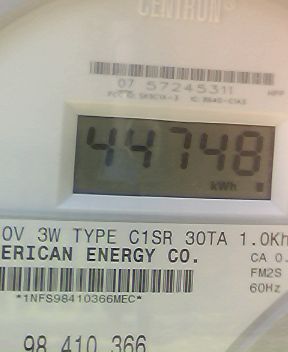 CENTRON®
07 57245311
44748
kWh
0V 3W TYPE C1SR 30TA 1.0Kh
ERICAN ENERGY CO.
CA 0.
FM2S
*1NFS98410366MEC*
60Hz
98 410 366